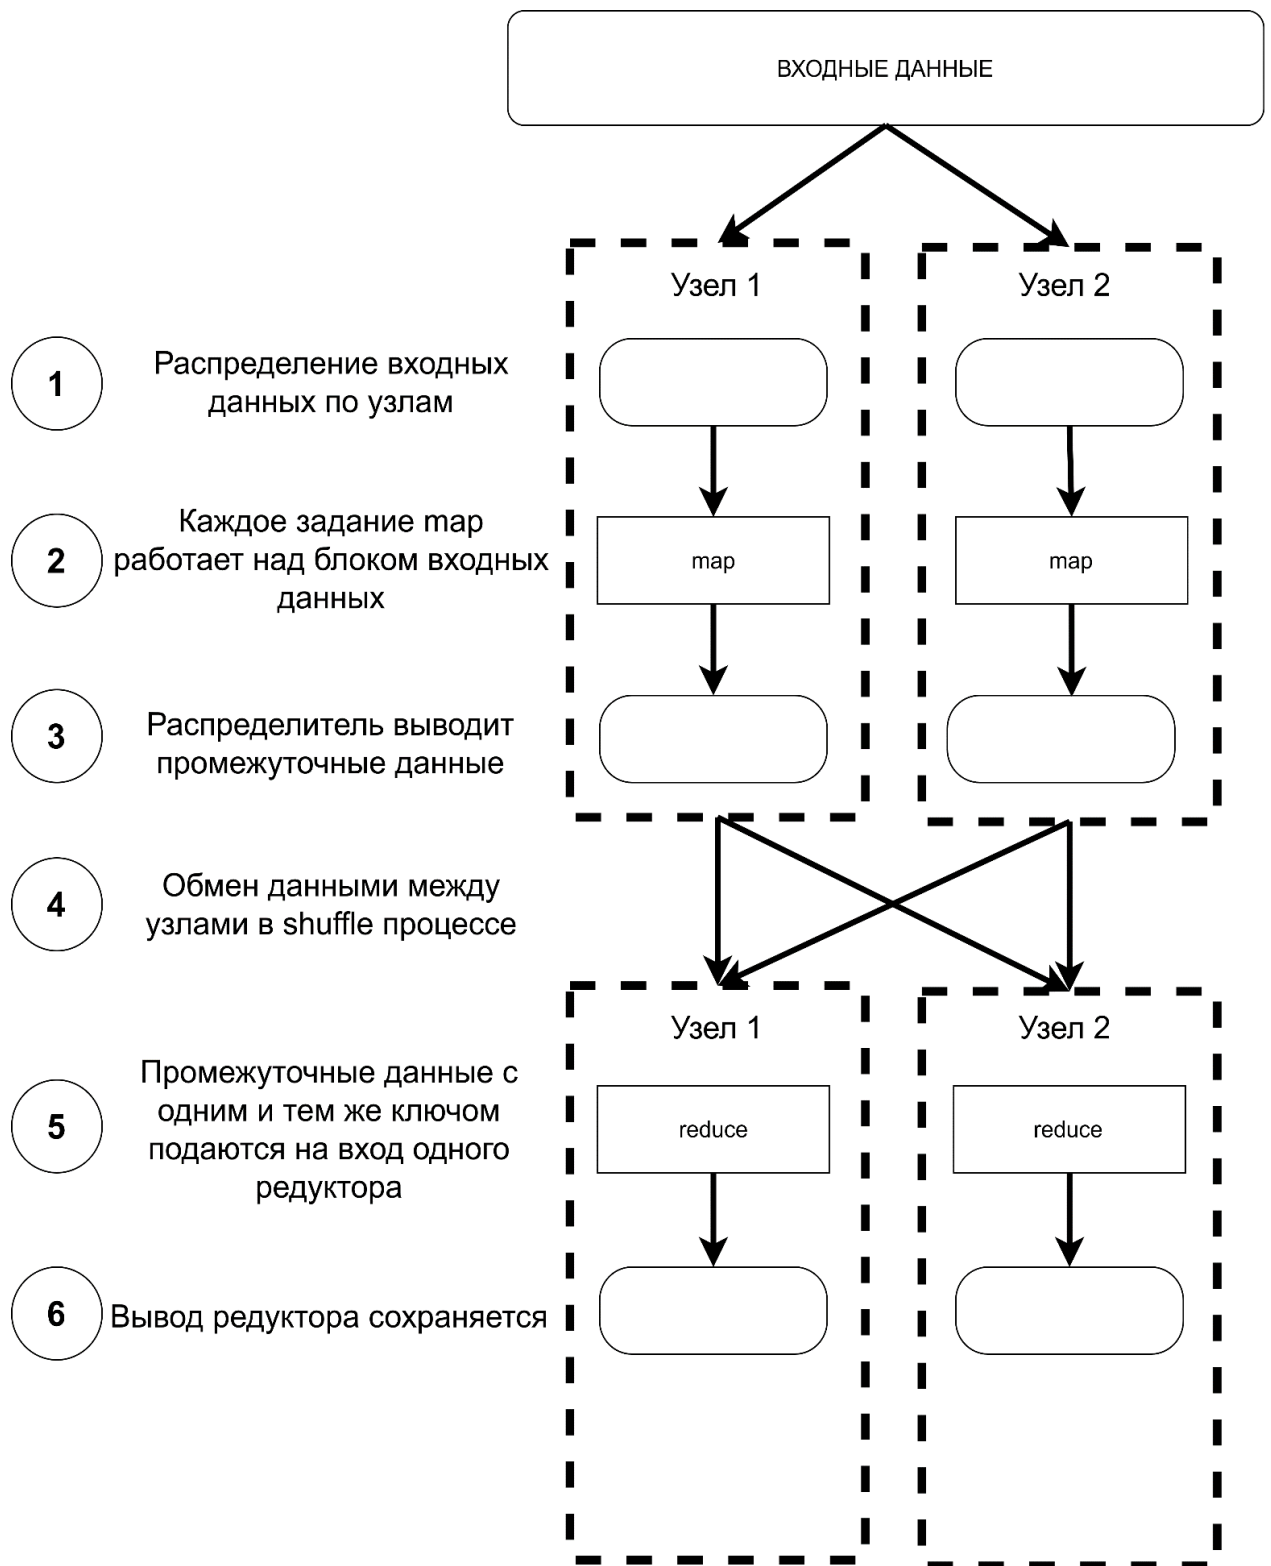 ВХОДНЫЕ ДАННЫЕ
Узел 1
Узел 2
1
Распределение входных
данных по узлам
2
Каждое задание map
работает над блоком входных
данных
map
map
3
Распределитель выводит
промежуточные данные
4
Обмен данными между
узлами в shuffle процессе
Узел 1
Узел 2
5
Промежуточные данные с
одним и тем же ключом
подаются на вход одного
редуктора
reduce
reduce
6
Вывод редуктора сохраняется